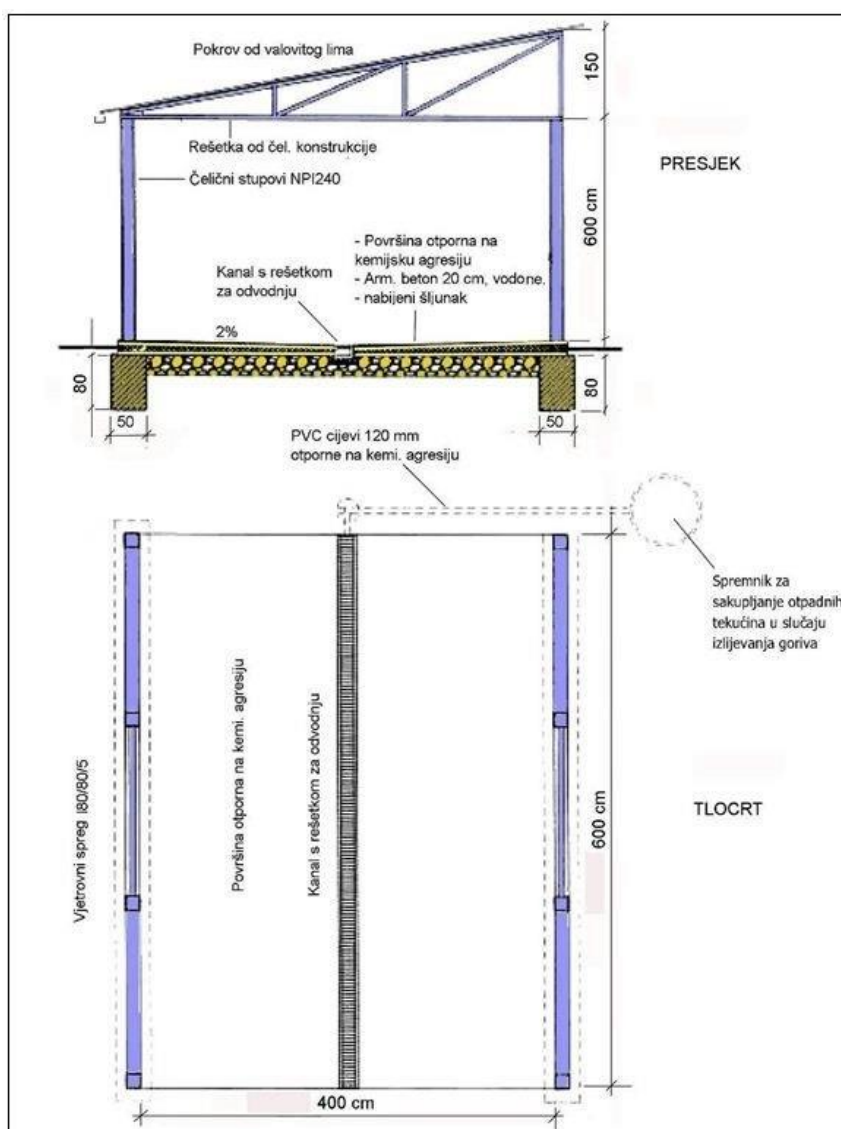 Pokrov od valovitog lima
150
Rešetka od čel. konstrukcije
PRESJEK
Čelični stupovi NPI240
600 cm
- Površina otporna na
kemijsku agresiju
- Arm. beton 20 cm, vodone.
- nabijeni šljunak
Kanal s rešetkom
za odvodnju
2%
80
80
50
50
PVC cijevi 120 mm
otporne na kemi. agresiju
Spremnik za
sakupljanje otpadnih
tekućina u slučaju
izlijevanja goriva
Vjetrovni spreg I80/80/5
Površina otporna na kemi. agresiju
Kanal s rešetkom za odvodnju
600 cm
TLOCRT
400 cm